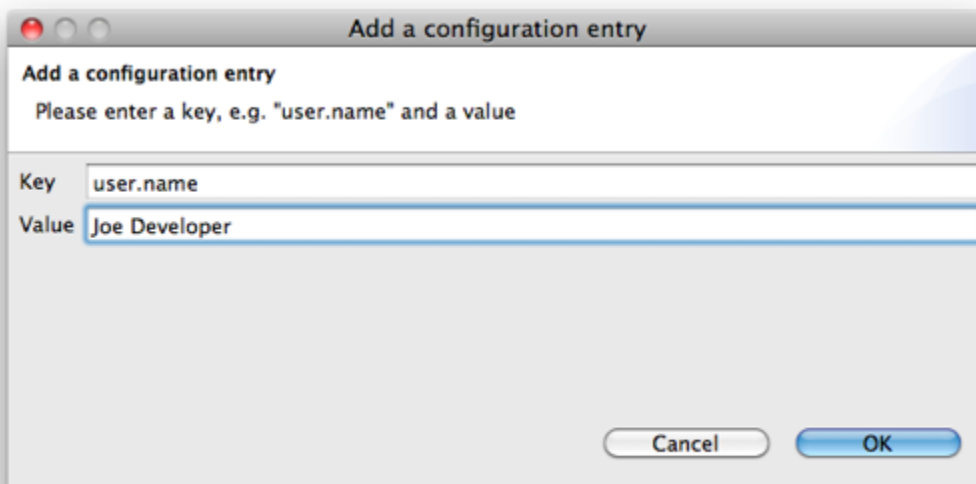 Add a configuration entry
Add a configuration entry
Please enter a key, e.g. "user.name" and a value
Key user.name
Value Joe Developer
Cancel OK